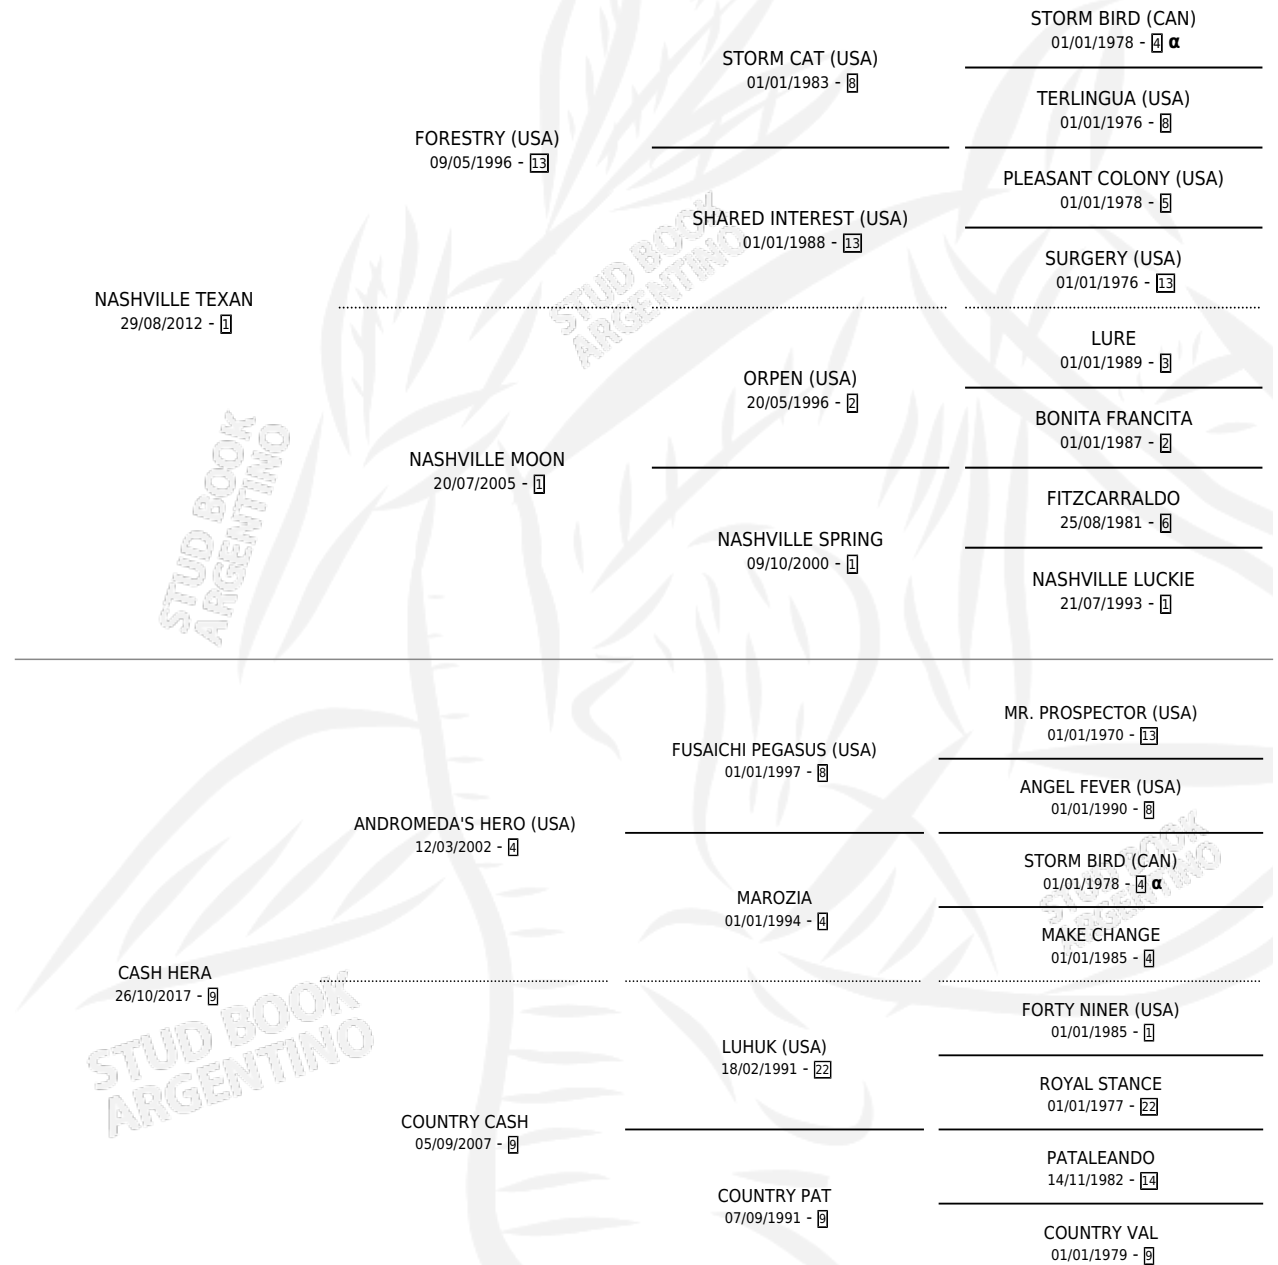 STORM BIRD (CAN)
01/01/1978 - 4 α
STORM CAT (USA)
01/01/1983 - 8
TERLINGUA (USA)
01/01/1976 - 8
FORESTRY (USA)
09/05/1996 - 13
PLEASANT COLONY (USA)
01/01/1978 - 5
SHARED INTEREST (USA)
01/01/1988 - 13
SURGERY (USA)
01/01/1976 - 13
NASHVILLE TEXAN
29/08/2012 - 1
LURE
01/01/1989 - 3
ORPEN (USA)
20/05/1996 - 2
BONITA FRANCITA
01/01/1987 - 2
NASHVILLE MOON
20/07/2005 - 1
FITZCARRALDO
25/08/1981 - 6
NASHVILLE SPRING
09/10/2000 - 1
NASHVILLE LUCKIE
21/07/1993 - 1
STUD BOOK
ARGENTINO
STUD BOOK
ARGENTINO
MR. PROSPECTOR (USA)
01/01/1970 - 13
FUSAICHI PEGASUS (USA)
01/01/1997 - 8
ANGEL FEVER (USA)
01/01/1990 - 8
ANDROMEDA'S HERO (USA)
12/03/2002 - 4
STORM BIRD (CAN)
01/01/1978 - 4 α
MAROZIA
01/01/1994 - 4
MAKE CHANGE
01/01/1985 - 4
CASH HERA
26/10/2017 - 9
FORTY NINER (USA)
01/01/1985 - 1
LUHUK (USA)
18/02/1991 - 22
ROYAL STANCE
01/01/1977 - 22
COUNTRY CASH
05/09/2007 - 9
PATALEANDO
14/11/1982 - 14
COUNTRY PAT
07/09/1991 - 9
COUNTRY VAL
01/01/1979 - 9
STUD BOOK
ARGENTINO
STUD BOOK
ARGENTINO